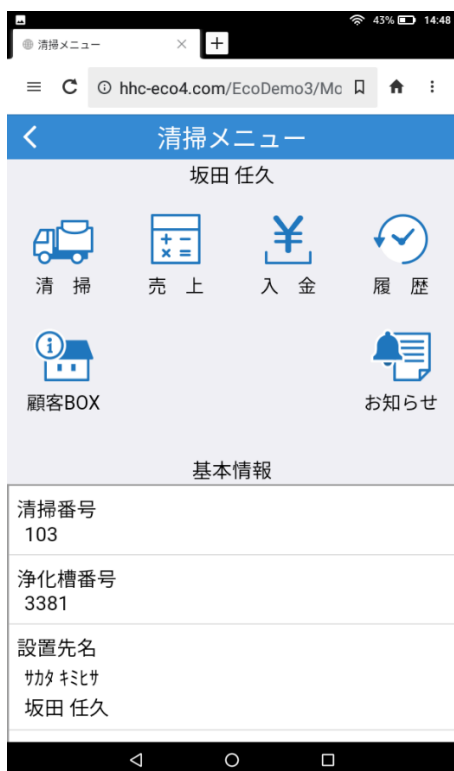 43% 14:48
清掃メニュー
hhc-eco4.com/EcoDemo3/Mc
清掃メニュー
坂田 任久
清 掃 売 上 入 金 履 歴
顧客BOX お知らせ
基本情報
清掃番号
103
浄化槽番号
3381
設置先名
ｻｶﾀ ｷﾐﾋｻ
坂田 任久